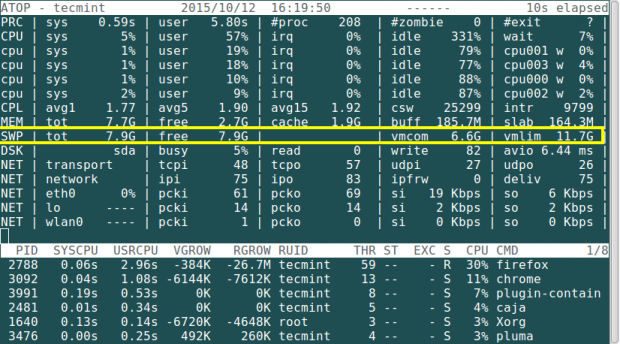 ATOP - tecmint 2015/10/12 16:19:50 ------ 10s elapsed
PRC | sys 0.59s | user 5.80s | #proc 208 | #zombie 0 | #exit ? |
CPU | sys 5% | user 57% | irq 0% | idle 331% | wait 7% |
cpu | sys 1% | user 19% | irq 0% | idle 79% | cpu001 w 0% |
cpu | sys 1% | user 18% | irq 0% | idle 77% | cpu003 w 4% |
cpu | sys 1% | user 10% | irq 0% | idle 88% | cpu000 w 0% |
cpu | sys 2% | user 9% | irq 0% | idle 87% | cpu002 w 2% |
CPL | avg1 1.77 | avg5 1.90 | avg15 1.92 | csw 25299 | intr 9799 |
MEM | tot 7.7G | free 2.7G | cache 1.9G | buff 185.7M | slab 164.3M |
SWP | tot 7.9G | free 7.9G | | vmcom 6.6G | vmlim 11.7G |
DSK | sda | busy 5% | read 0 | write 82 | avio 6.44 ms |
NET | transport | tcpi 48 | tcpo 57 | udpi 27 | udpo 26 |
NET | network | ipi 75 | ipo 83 | ipfrw 0 | deliv 75 |
NET | eth0 0% | pcki 61 | pcko 69 | si 19 Kbps | so 6 Kbps |
NET | lo ---- | pcki 14 | pcko 14 | si 2 Kbps | so 2 Kbps |
NET | wlan0 ---- | pcki 1 | pcko 0 | si 0 Kbps | so 0 Kbps |
PID SYSCPU USRCPU VGROW RGROW RUID THR ST EXC S CPU CMD 1/8
2788 0.06s 2.96s -384K -26.7M tecmint 59 -- - R 30% firefox
3092 0.04s 1.08s -6144K -7612K tecmint 13 -- - S 11% chrome
3991 0.19s 0.53s 0K 0K tecmint 8 -- - S 7% plugin-contain
2481 0.01s 0.34s 0K 0K tecmint 5 -- - S 4% caja
1640 0.13s 0.14s -6720K -4648K root 3 -- - S 3% Xorg
3476 0.00s 0.25s 492K 260K tecmint 4 -- - S 3% pluma